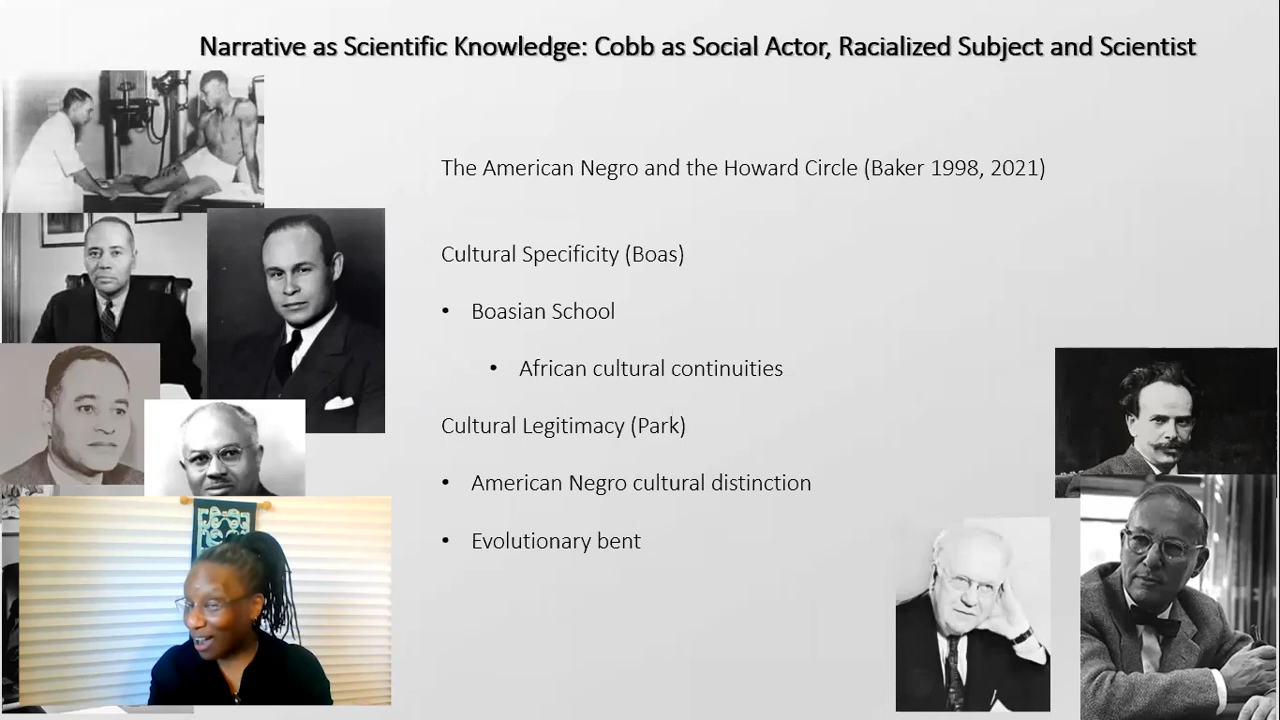 Narrative as Scientific Knowledge: Cobb as Social Actor, Racialized Subject and Scientist
The American Negro and the Howard Circle (Baker 1998, 2021)
Cultural Specificity (Boas)
• Boasian School
• African cultural continuities
Cultural Legitimacy (Park)
• American Negro cultural distinction
• Evolutionary bent